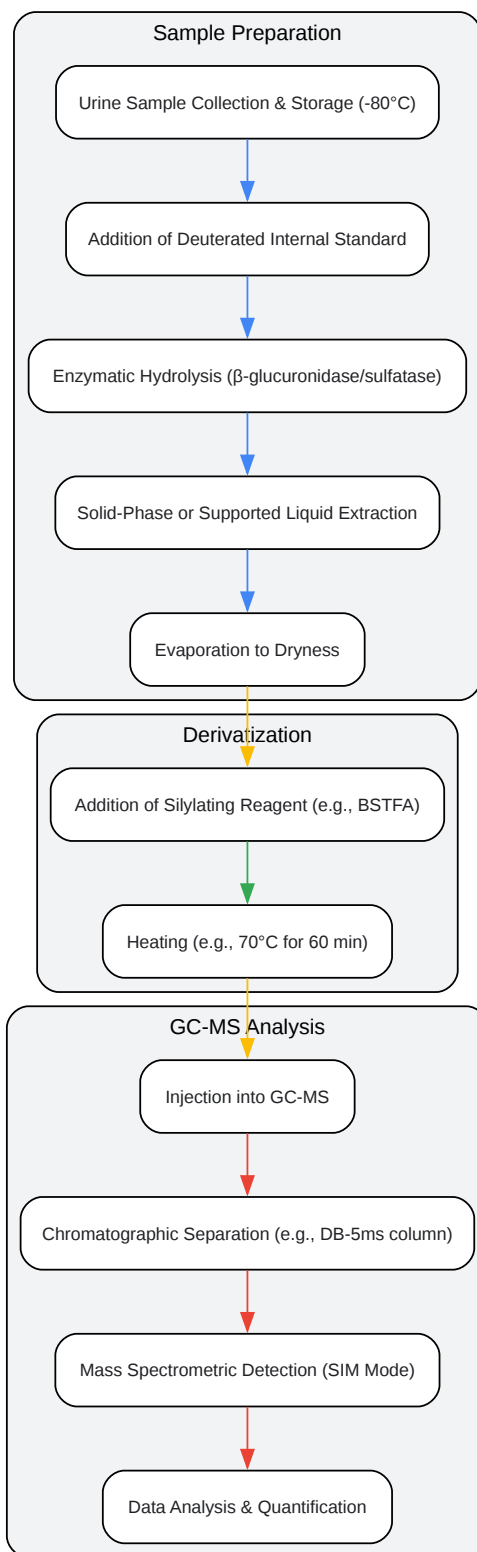 Sample Preparation
Urine Sample Collection & Storage (-80°C)
Addition of Deuterated Internal Standard
Enzymatic Hydrolysis (β-glucuronidase/sulfatase)
Solid-Phase or Supported Liquid Extraction
Evaporation to Dryness
Derivatization
Addition of Silylating Reagent (e.g., BSTFA)
Heating (e.g., 70°C for 60 min)
GC-MS Analysis
Injection into GC-MS
Chromatographic Separation (e.g., DB-5ms column)
Mass Spectrometric Detection (SIM Mode)
Data Analysis & Quantification